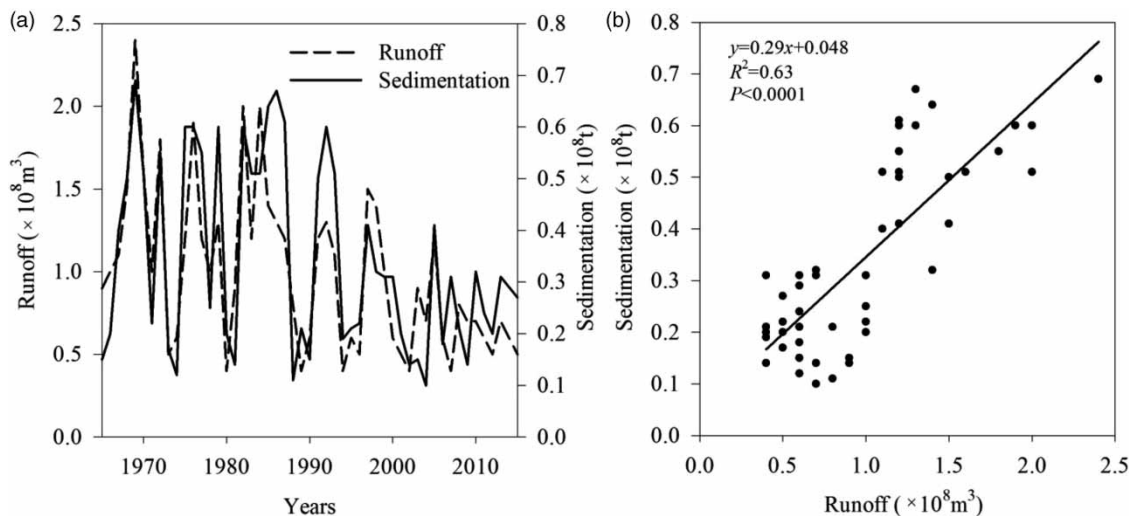 (a)
2.5
2.0
1.5
1.0
0.5
0.0
Runoff (×10⁸m³)
Runoff
Sedimentation
0.8
0.7
0.6
0.5
0.4
0.3
0.2
0.1
0.0
Sedimentation (×10⁸t)
1970 1980 1990 2000 2010
Years
(b)
0.8
0.7
0.6
0.5
0.4
0.3
0.2
0.1
0.0
Sedimentation (×10⁸t)
y=0.29x+0.048
R²=0.63
P<0.0001
0.0 0.5 1.0 1.5 2.0 2.5
Runoff (×10⁸m³)